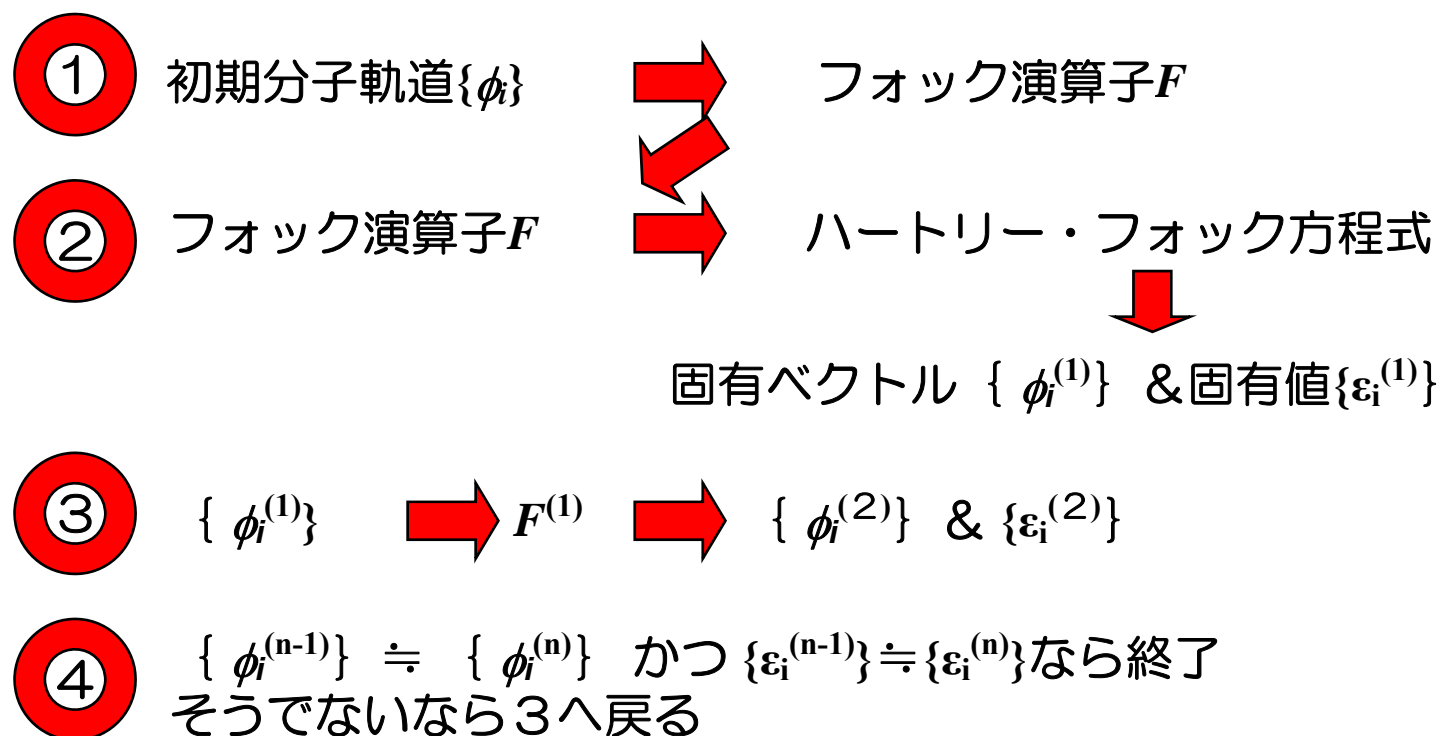 ① 初期分子軌道{ϕi} フォック演算子F
② フォック演算子F ハートリー・フォック方程式
固有ベクトル { ϕi(1)} &固有値{εi(1)}
③ { ϕi(1)} F(1) { ϕi(2)} & {εi(2)}
④ { ϕi(n-1)} ≒ { ϕi(n)} かつ {εi(n-1)}≒{εi(n)}なら終了
そうでないなら3へ戻る